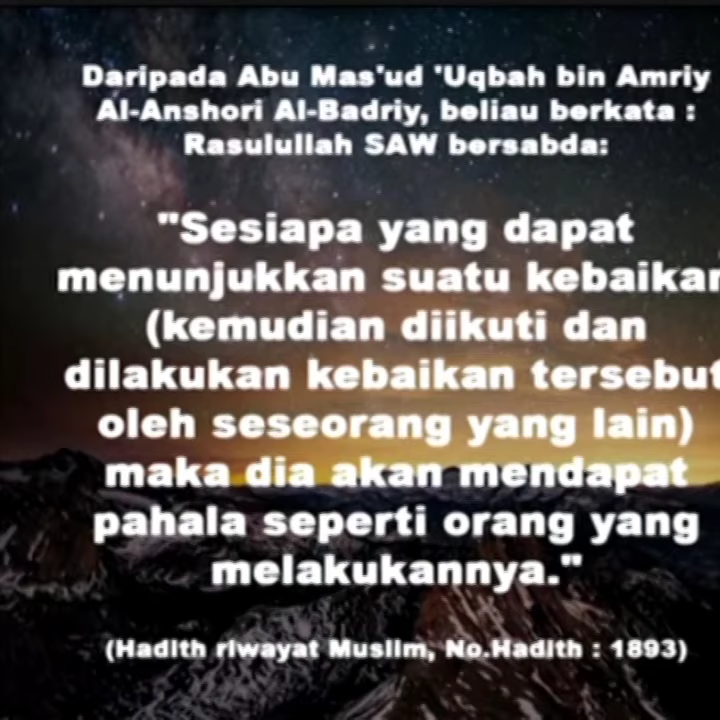 Daripada Abu Mas'ud 'Uqbah bin Amriy
Al-Anshori Al-Badriy, beliau berkata :
Rasulullah SAW bersabda:
"Sesiapa yang dapat
menunjukkan suatu kebaikan
(kemudian diikuti dan
dilakukan kebaikan tersebut
oleh seseorang yang lain)
maka dia akan mendapat
pahala seperti orang yang
melakukannya."
(Hadith riwayat Muslim, No.Hadith : 1893)